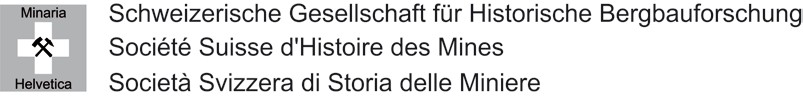 Minaria
Helvetica
Schweizerische Gesellschaft für Historische Bergbauforschung
Société Suisse d'Histoire des Mines
Società Svizzera di Storia delle Miniere